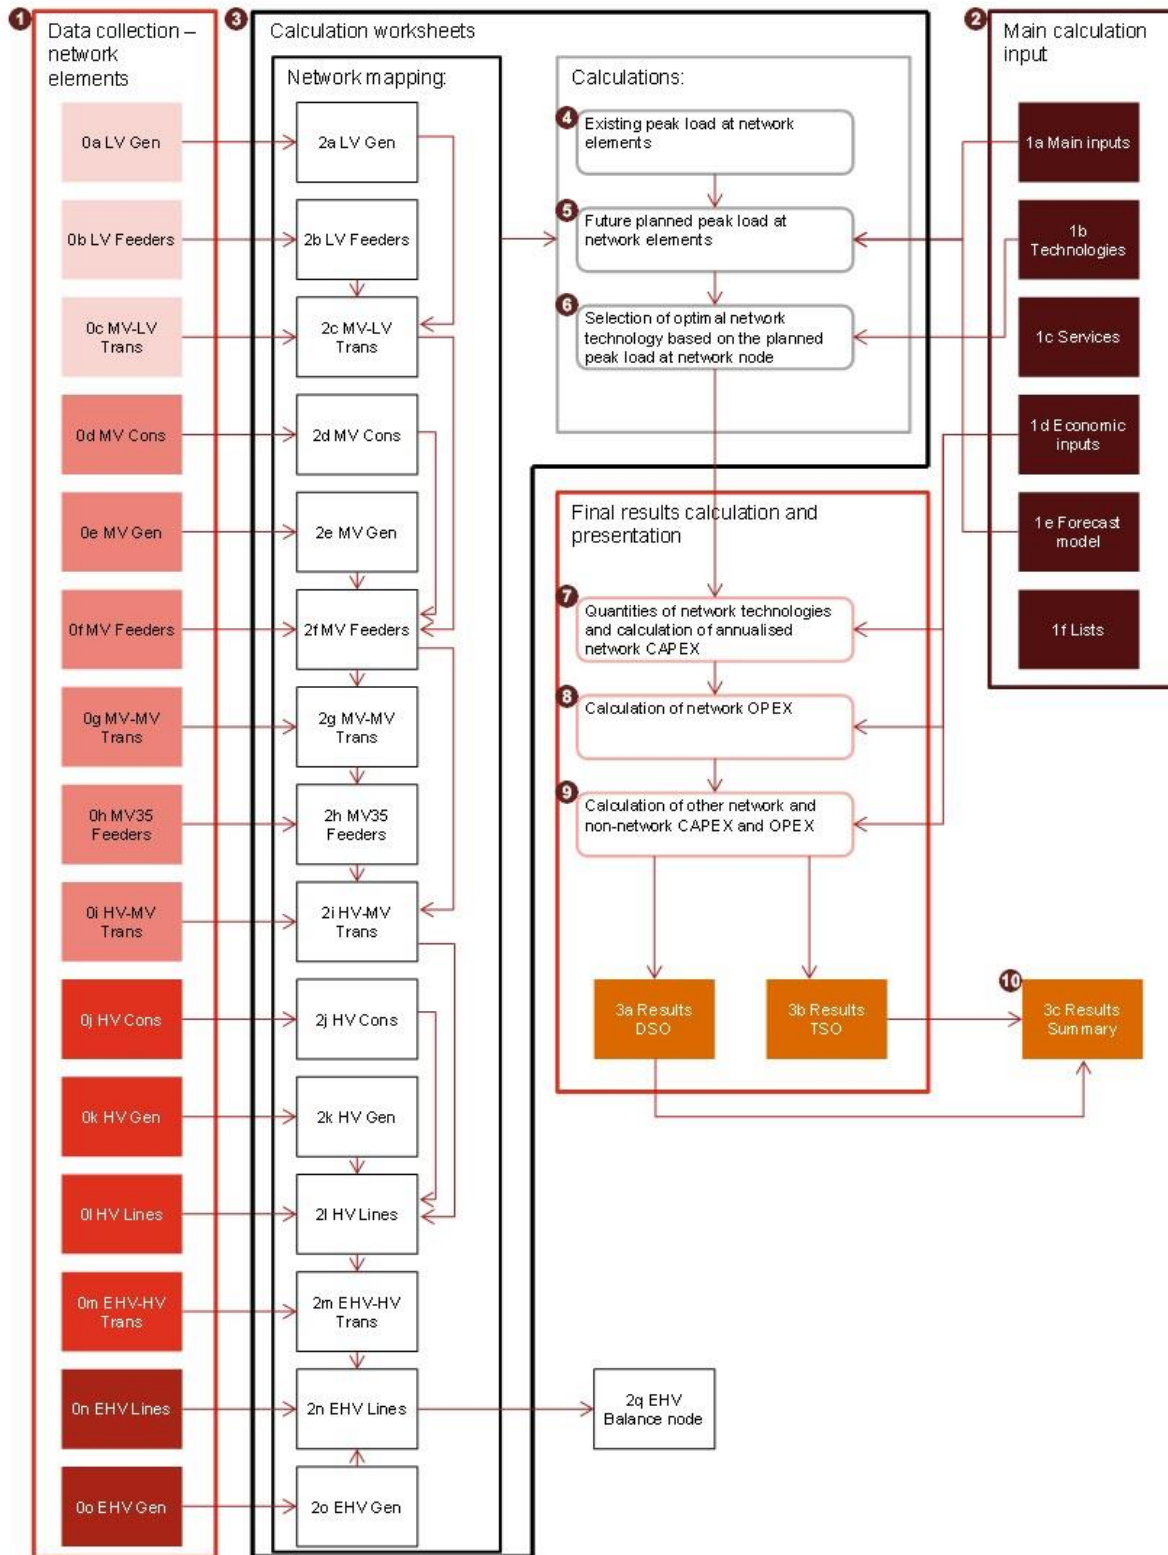 1
Data collection –
network
elements
0a LV Gen
0b LV Feeders
0c MV-LV
Trans
0d MV Cons
0e MV Gen
0f MV Feeders
0g MV-MV
Trans
0h MV35
Feeders
0i HV-MV
Trans
0j HV Cons
0k HV Gen
0l HV Lines
0m EHV-HV
Trans
0n EHV Lines
0o EHV Gen
3
Calculation worksheets
Network mapping:
2a LV Gen
2b LV Feeders
2c MV-LV
Trans
2d MV Cons
2e MV Gen
2f MV Feeders
2g MV-MV
Trans
2h MV35
Feeders
2i HV-MV
Trans
2j HV Cons
2k HV Gen
2l HV Lines
2m EHV-HV
Trans
2n EHV Lines
2o EHV Gen
Calculations:
4
Existing peak load at network
elements
5
Future planned peak load at
network elements
6
Selection of optimal network
technology based on the planned
peak load at network node
Final results calculation and
presentation
7
Quantities of network technologies
and calculation of annualised
network CAPEX
8
Calculation of network OPEX
9
Calculation of other network and
non-network CAPEX and OPEX
3a Results
DSO
3b Results
TSO
10
3c Results
Summary
2q EHV
Balance node
2
Main calculation
input
1a Main inputs
1b
Technologies
1c Services
1d Economic
inputs
1e Forecast
model
1f Lists